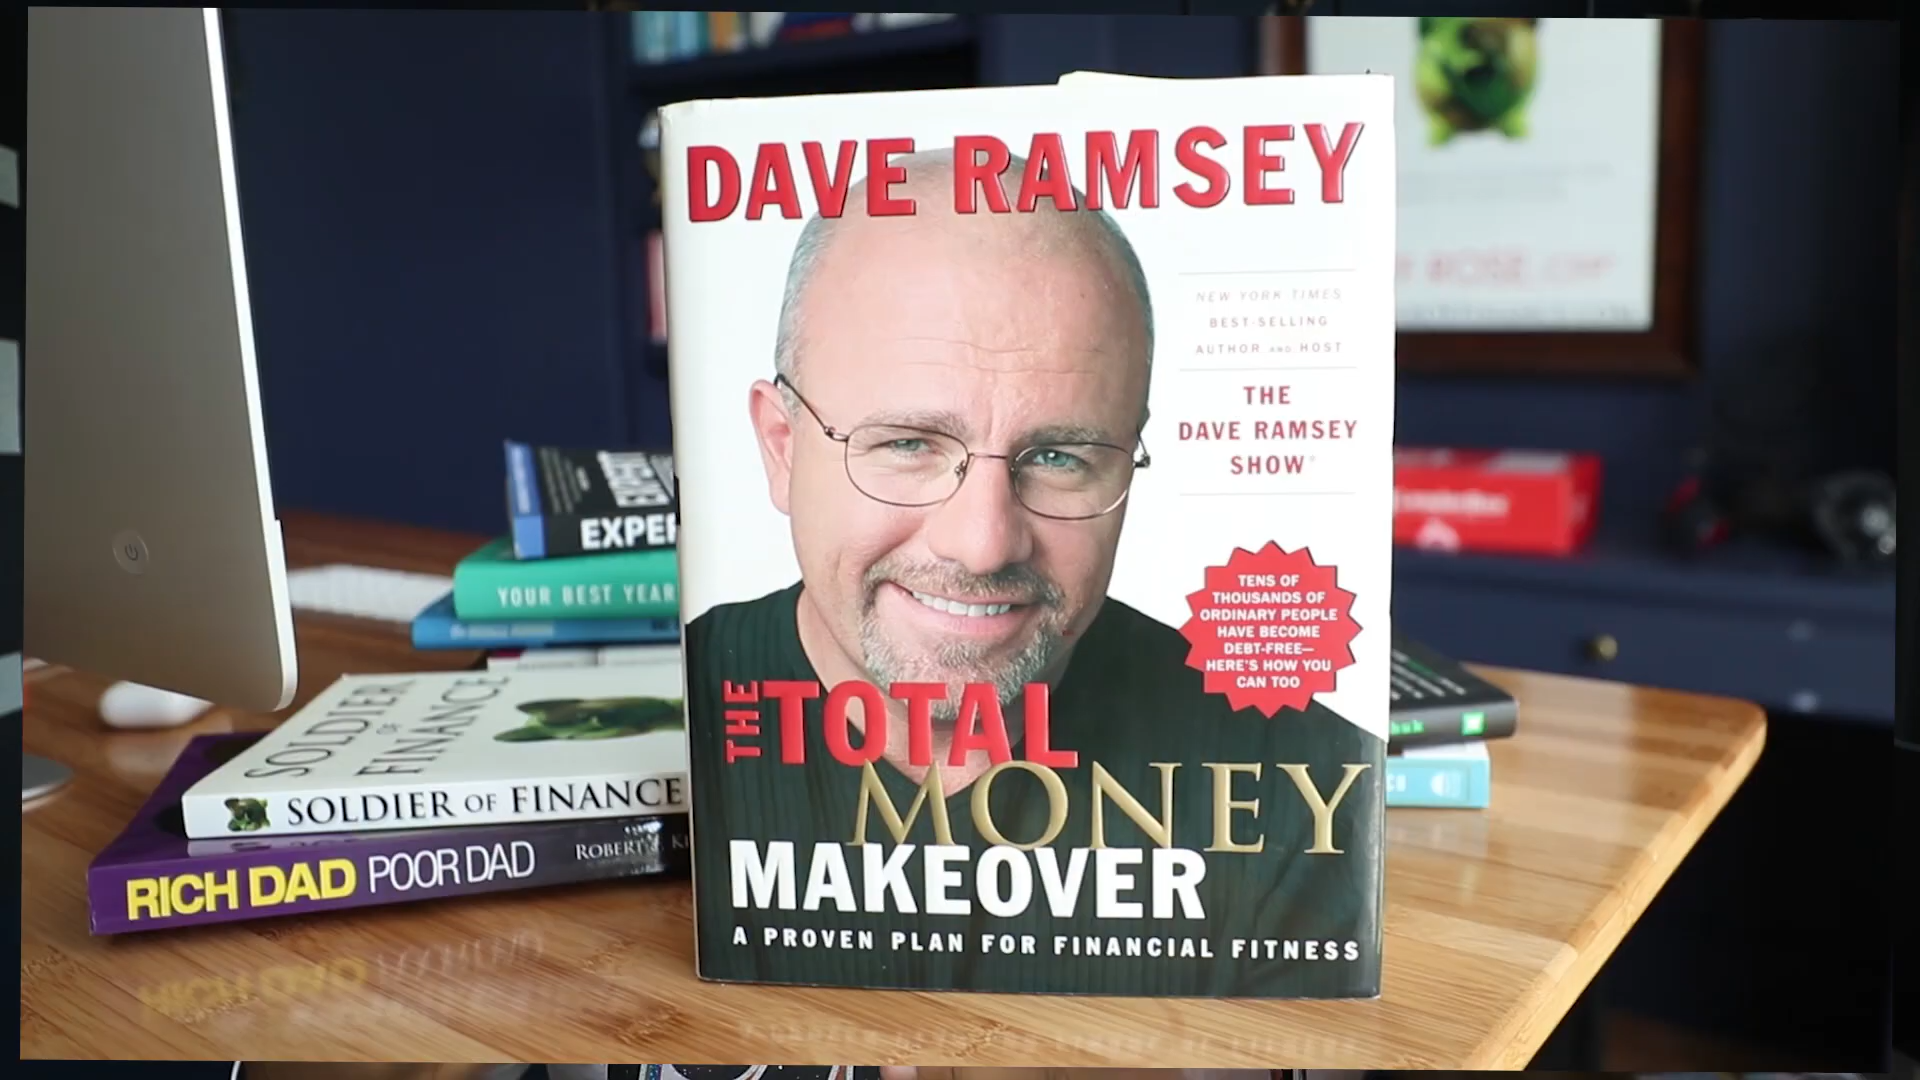 DAVE RAMSEY
NEW YORK TIMES
BEST-SELLING
AUTHOR AND HOST
THE
DAVE RAMSEY
SHOW®
TENS OF
THOUSANDS OF
ORDINARY PEOPLE
HAVE BECOME
DEBT-FREE—
HERE'S HOW YOU
CAN TOO
THE TOTAL
MONEY
MAKEOVER
A PROVEN PLAN FOR FINANCIAL FITNESS
YOUR BEST YEAR
SOLDIER
OF
FINANCE
SOLDIER OF FINANCE
RICH DAD POOR DAD ROBERT